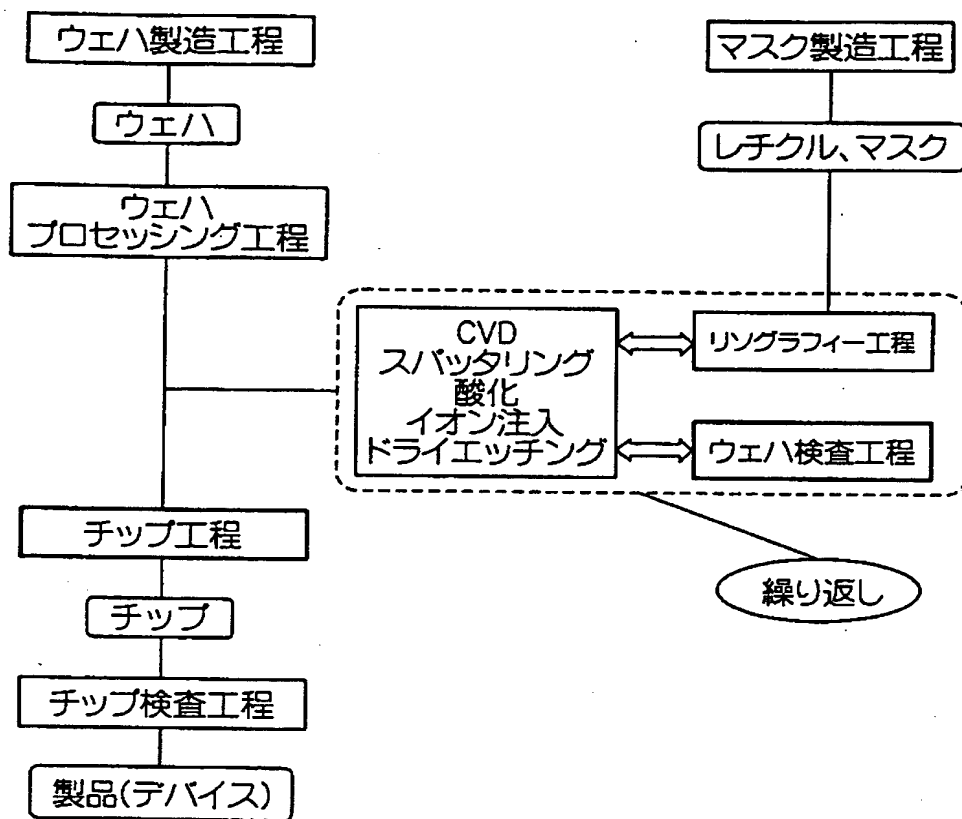 ウェハ製造工程
ウェハ
ウェハ
プロセッシング工程
マスク製造工程
レチクル、マスク
CVD
スパッタリング
酸化
イオン注入
ドライエッチング
リングラフィー工程
ウェハ検査工程
繰り返し
チップ工程
チップ
チップ検査工程
製品(デバイス)